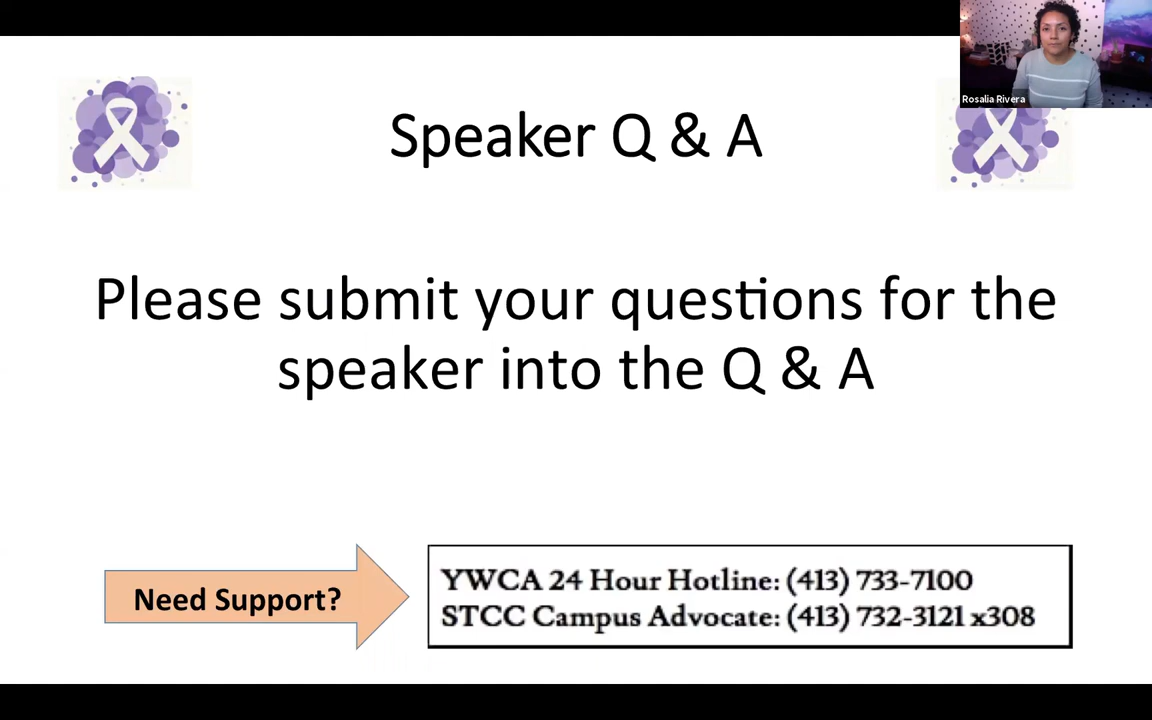 Rosalia Rivera
Speaker Q & A
Please submit your questions for the
speaker into the Q & A
Need Support?
YWCA 24 Hour Hotline: (413) 733-7100
STCC Campus Advocate: (413) 732-3121 x308